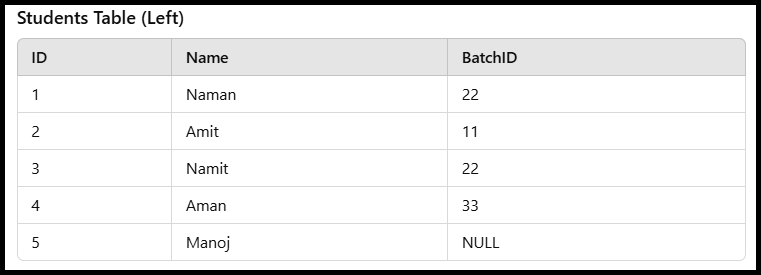 Students Table (Left)
ID Name BatchID
1 Naman 22
2 Amit 11
3 Namit 22
4 Aman 33
5 Manoj NULL